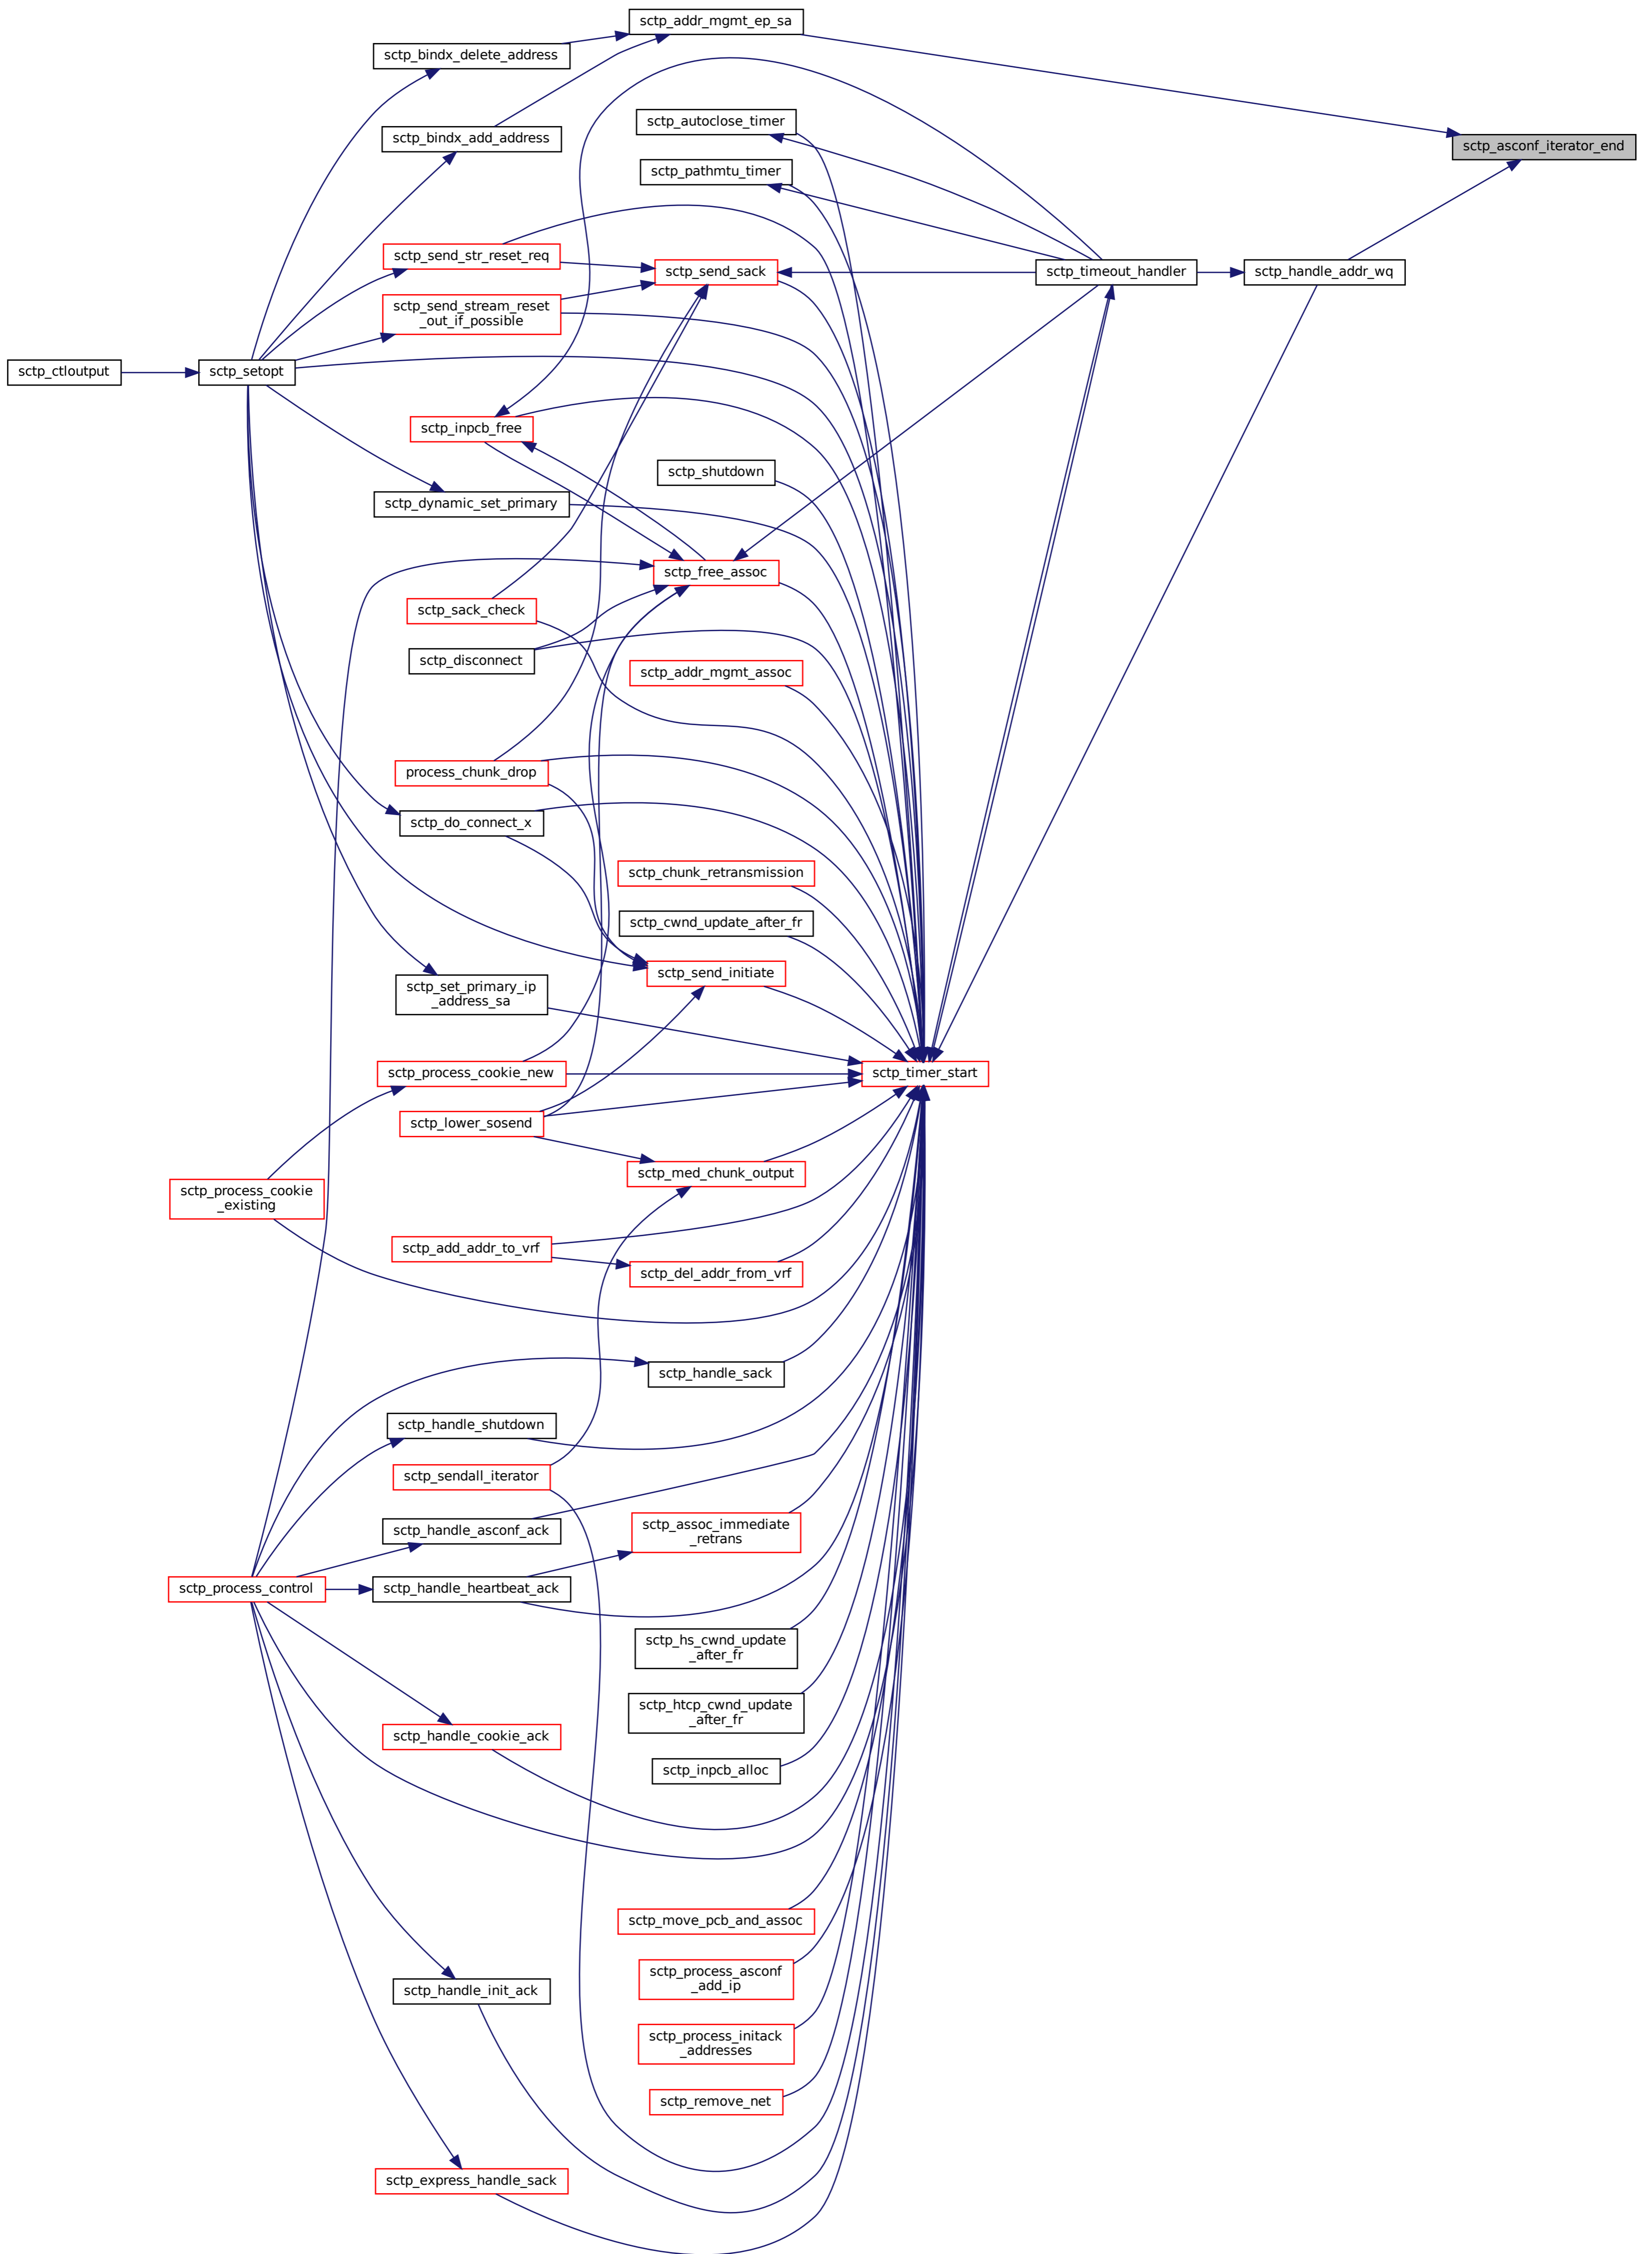 sctp_addr_mgmt_ep_sa
sctp_bindx_delete_address
sctp_autoclose_timer
sctp_bindx_add_address
sctp_asconf_iterator_end
sctp_pathmtu_timer
sctp_send_str_reset_req
sctp_send_sack
sctp_timeout_handler
sctp_handle_addr_wq
sctp_send_stream_reset
_out_if_possible
sctp_ctloutput
sctp_setopt
sctp_inpcb_free
sctp_shutdown
sctp_dynamic_set_primary
sctp_free_assoc
sctp_sack_check
sctp_disconnect
sctp_addr_mgmt_assoc
process_chunk_drop
sctp_do_connect_x
sctp_chunk_retransmission
sctp_cwnd_update_after_fr
sctp_send_initiate
sctp_set_primary_ip
_address_sa
sctp_process_cookie_new
sctp_timer_start
sctp_lower_sosend
sctp_med_chunk_output
sctp_process_cookie
_existing
sctp_add_addr_to_vrf
sctp_del_addr_from_vrf
sctp_handle_sack
sctp_handle_shutdown
sctp_sendall_iterator
sctp_handle_asconf_ack
sctp_assoc_immediate
_retrans
sctp_process_control
sctp_handle_heartbeat_ack
sctp_hs_cwnd_update
_after_fr
sctp_htcp_cwnd_update
_after_fr
sctp_handle_cookie_ack
sctp_inpcb_alloc
sctp_move_pcb_and_assoc
sctp_process_asconf
_add_ip
sctp_handle_init_ack
sctp_process_initack
_addresses
sctp_remove_net
sctp_express_handle_sack